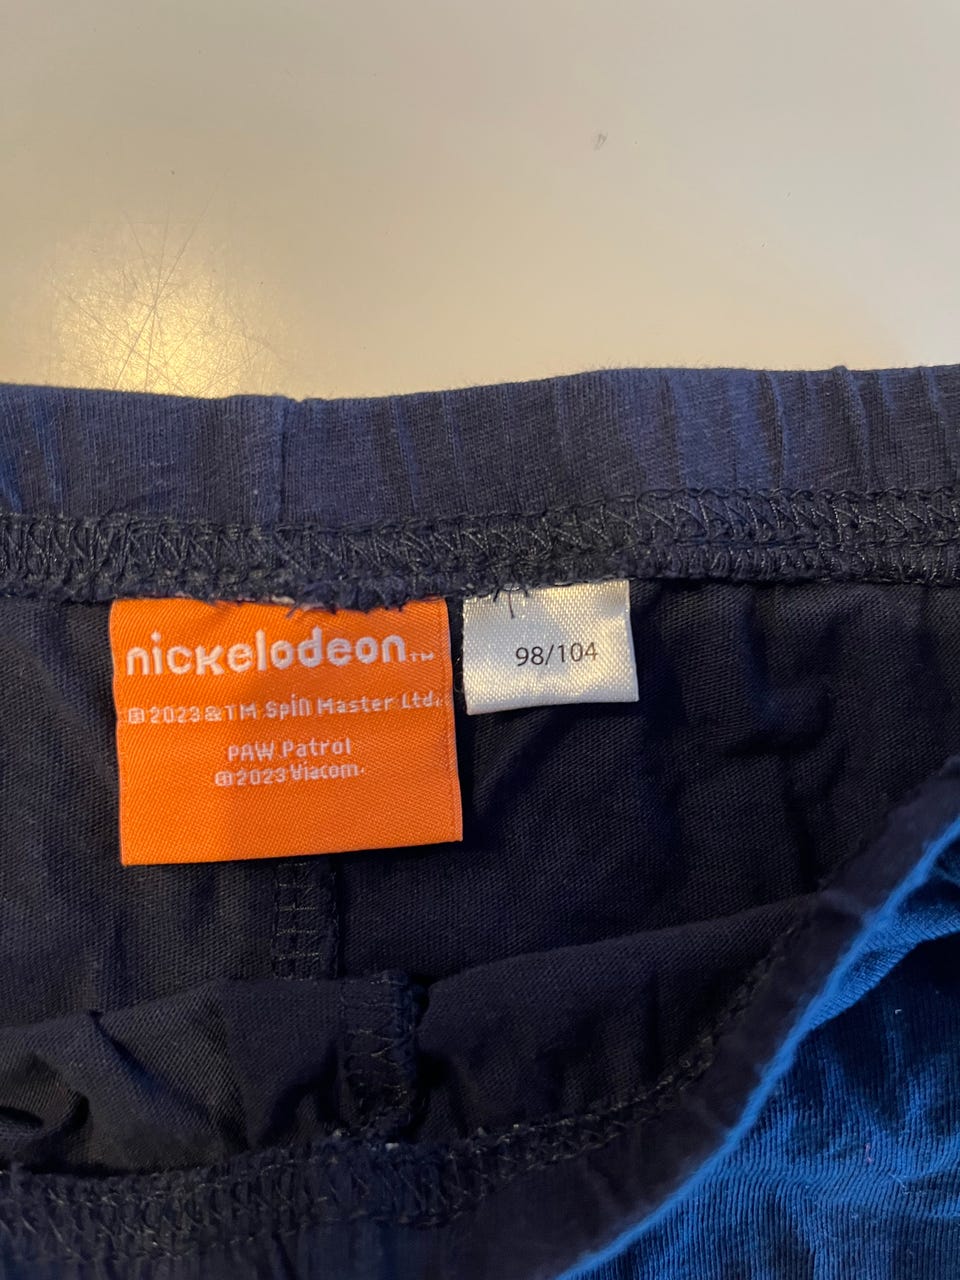 nickelodeon™
©2023&TM Spin Master Ltd.
PAW Patrol
©2023 Viacom.
98/104